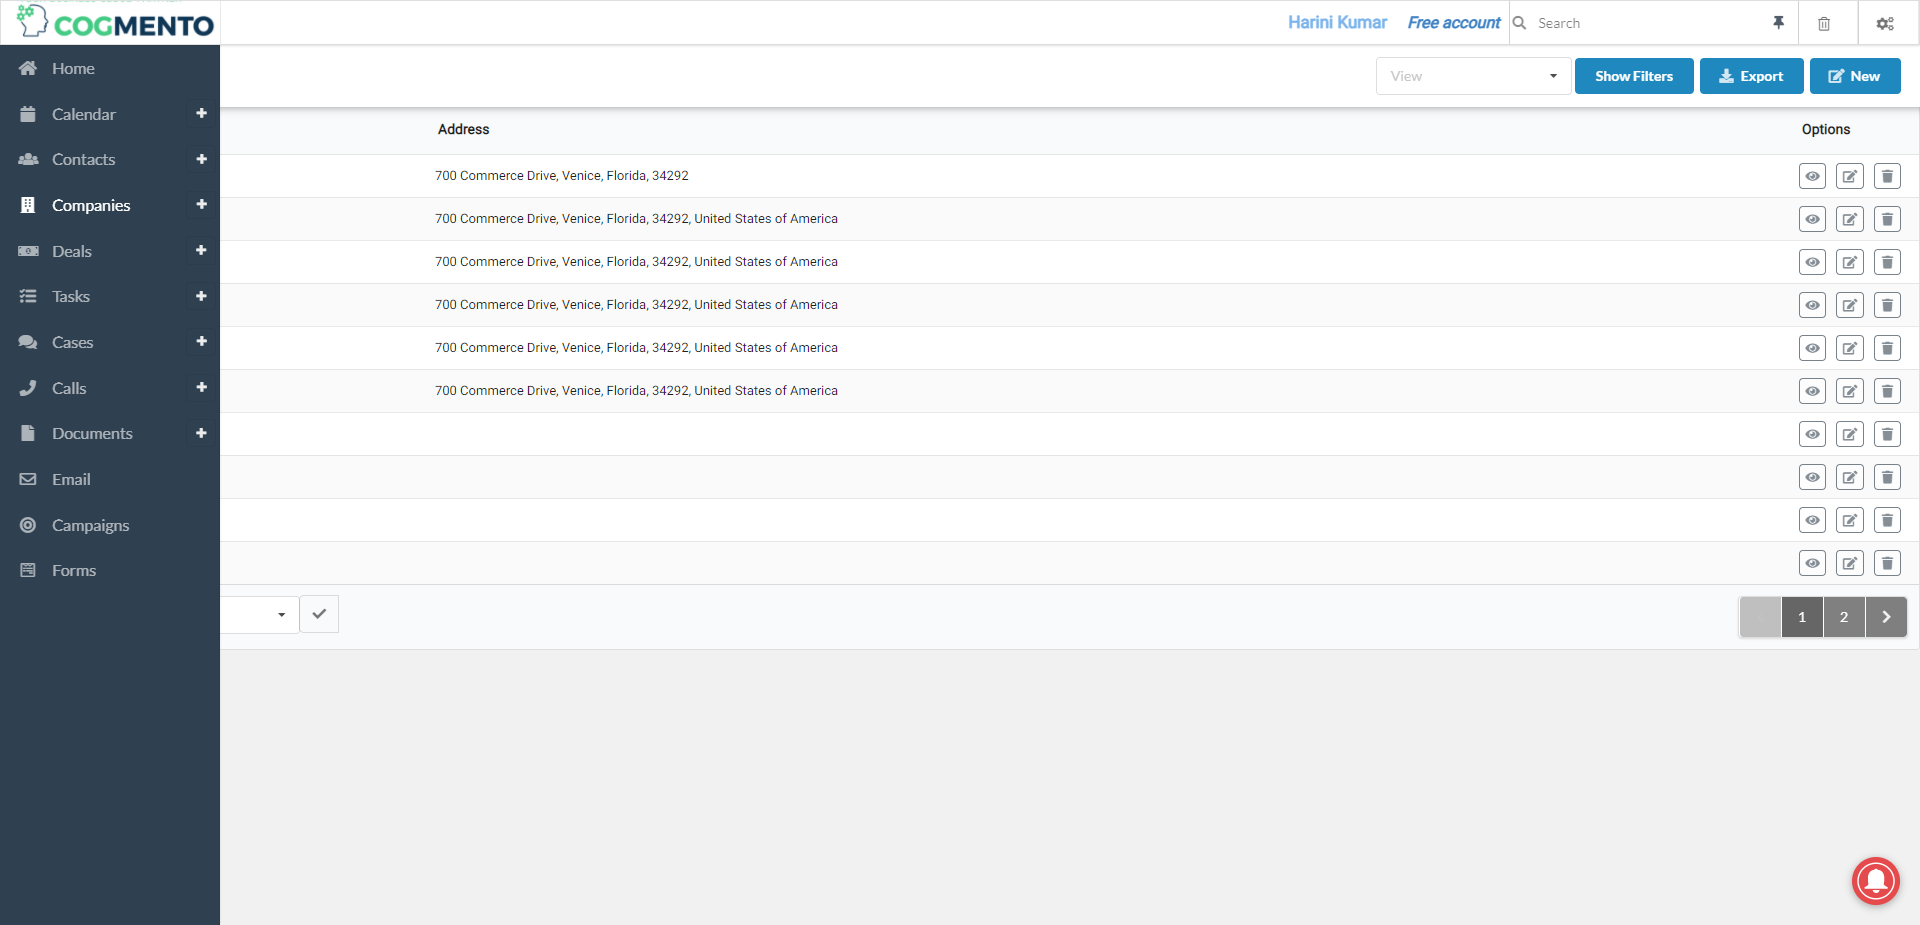 COGMENTO
Harini Kumar
Free account
Search
Home
Calendar
Contacts
Companies
Deals
Tasks
Cases
Calls
Documents
Email
Campaigns
Forms
View
Show Filters
Export
New
Address
Options
700 Commerce Drive, Venice, Florida, 34292
700 Commerce Drive, Venice, Florida, 34292, United States of America
700 Commerce Drive, Venice, Florida, 34292, United States of America
700 Commerce Drive, Venice, Florida, 34292, United States of America
700 Commerce Drive, Venice, Florida, 34292, United States of America
700 Commerce Drive, Venice, Florida, 34292, United States of America
1
2